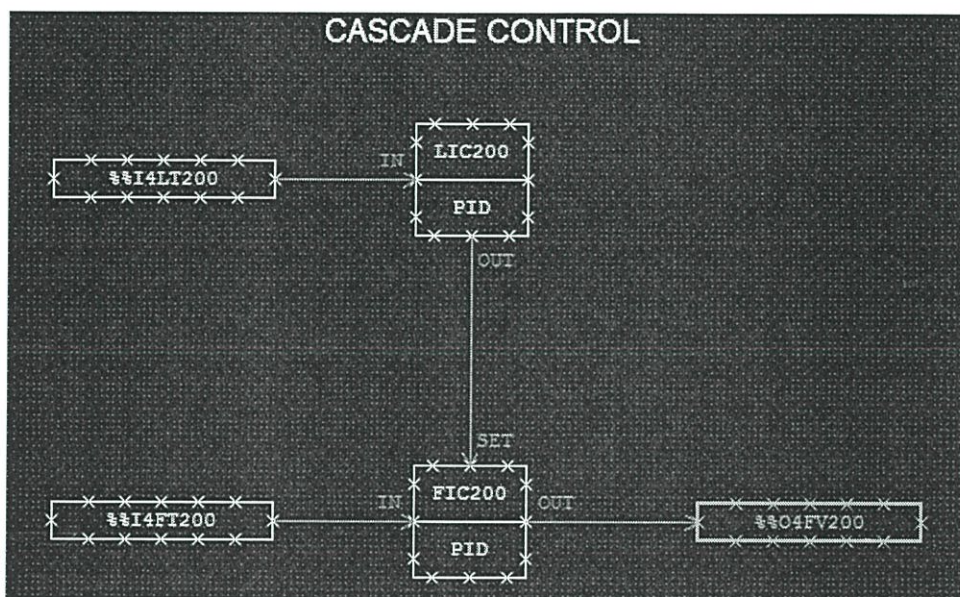 CASCADE CONTROL
LIC200
IN
%%I4LT200
PID
OUT
SET
FIC200
IN
OUT
%%I4FT200
%%O4FV200
PID